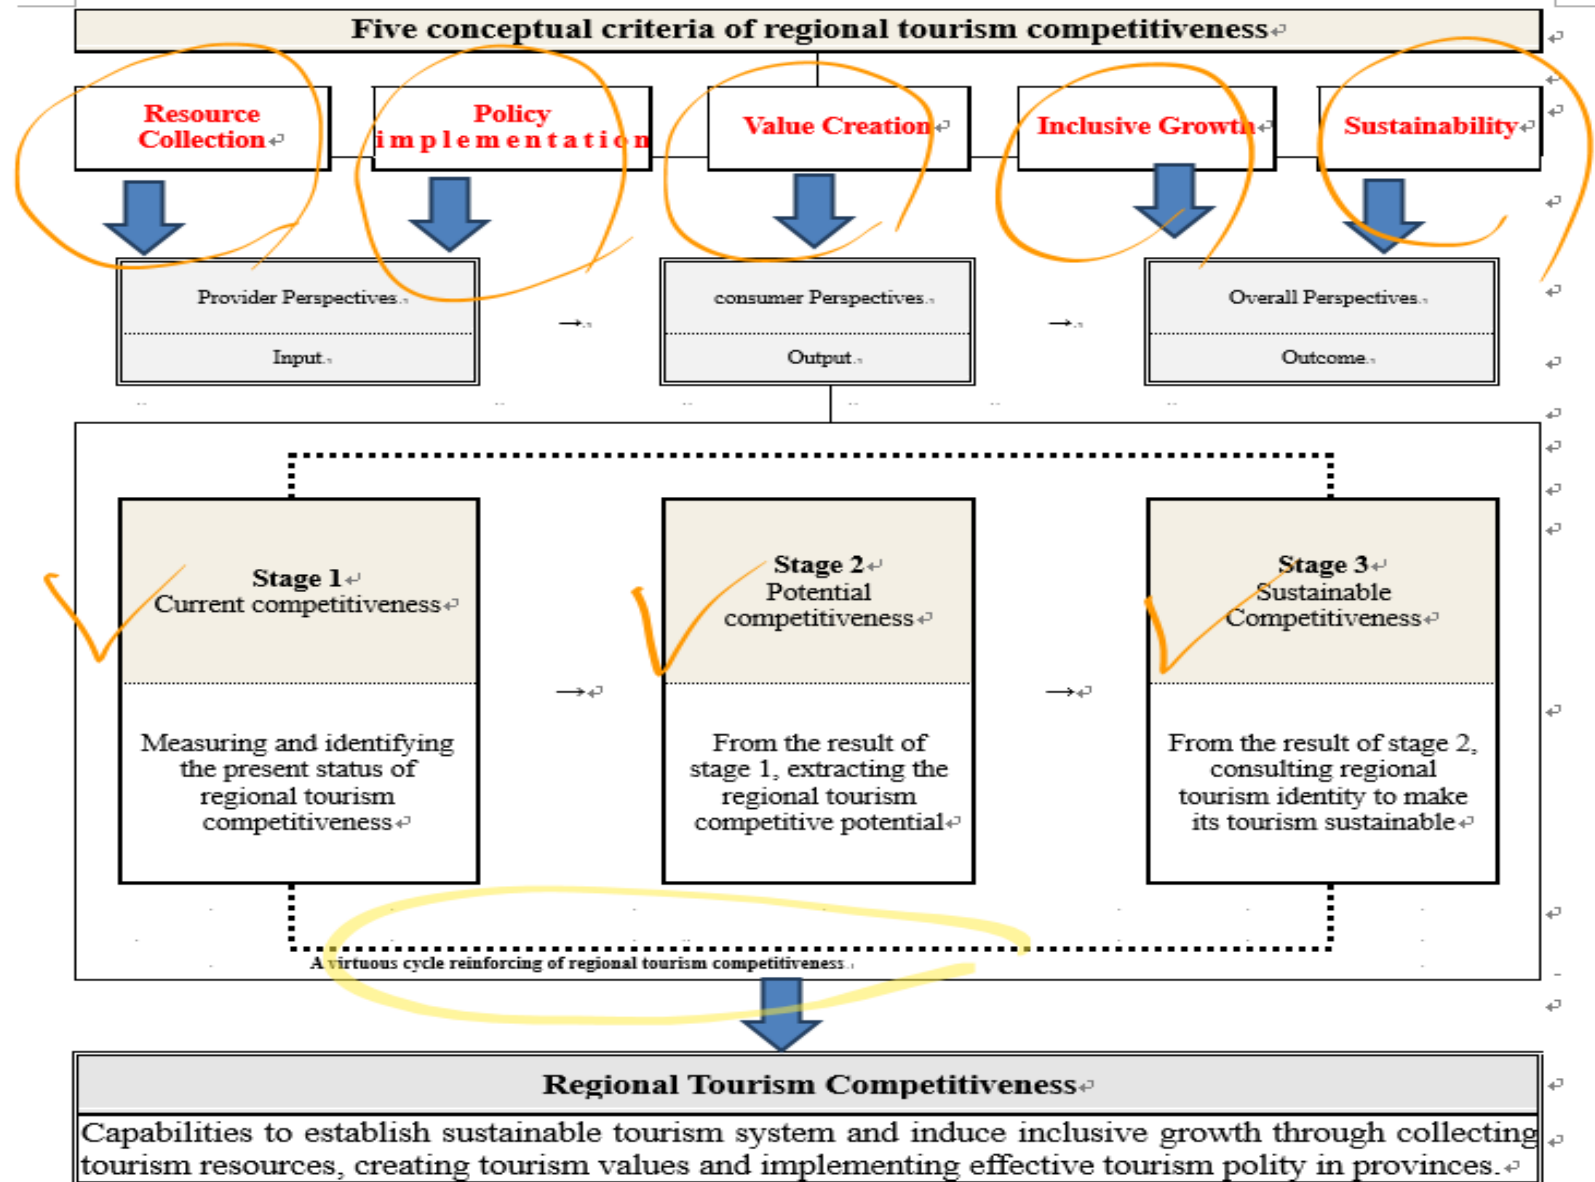 Five conceptual criteria of regional tourism competitiveness
Resource
Collection
Policy
implementation
Value Creation
Inclusive Growth
Sustainability
Provider Perspectives
Input
→
consumer Perspectives
Output
→
Overall Perspectives
Outcome
Stage 1
Current competitiveness
Measuring and identifying
the present status of
regional tourism
competitiveness
→
Stage 2
Potential
competitiveness
From the result of
stage 1, extracting the
regional tourism
competitive potential
→
Stage 3
Sustainable
Competitiveness
From the result of stage 2,
consulting regional
tourism identity to make
its tourism sustainable
A virtuous cycle reinforcing of regional tourism competitiveness
Regional Tourism Competitiveness
Capabilities to establish sustainable tourism system and induce inclusive growth through collecting
tourism resources, creating tourism values and implementing effective tourism polity in provinces.